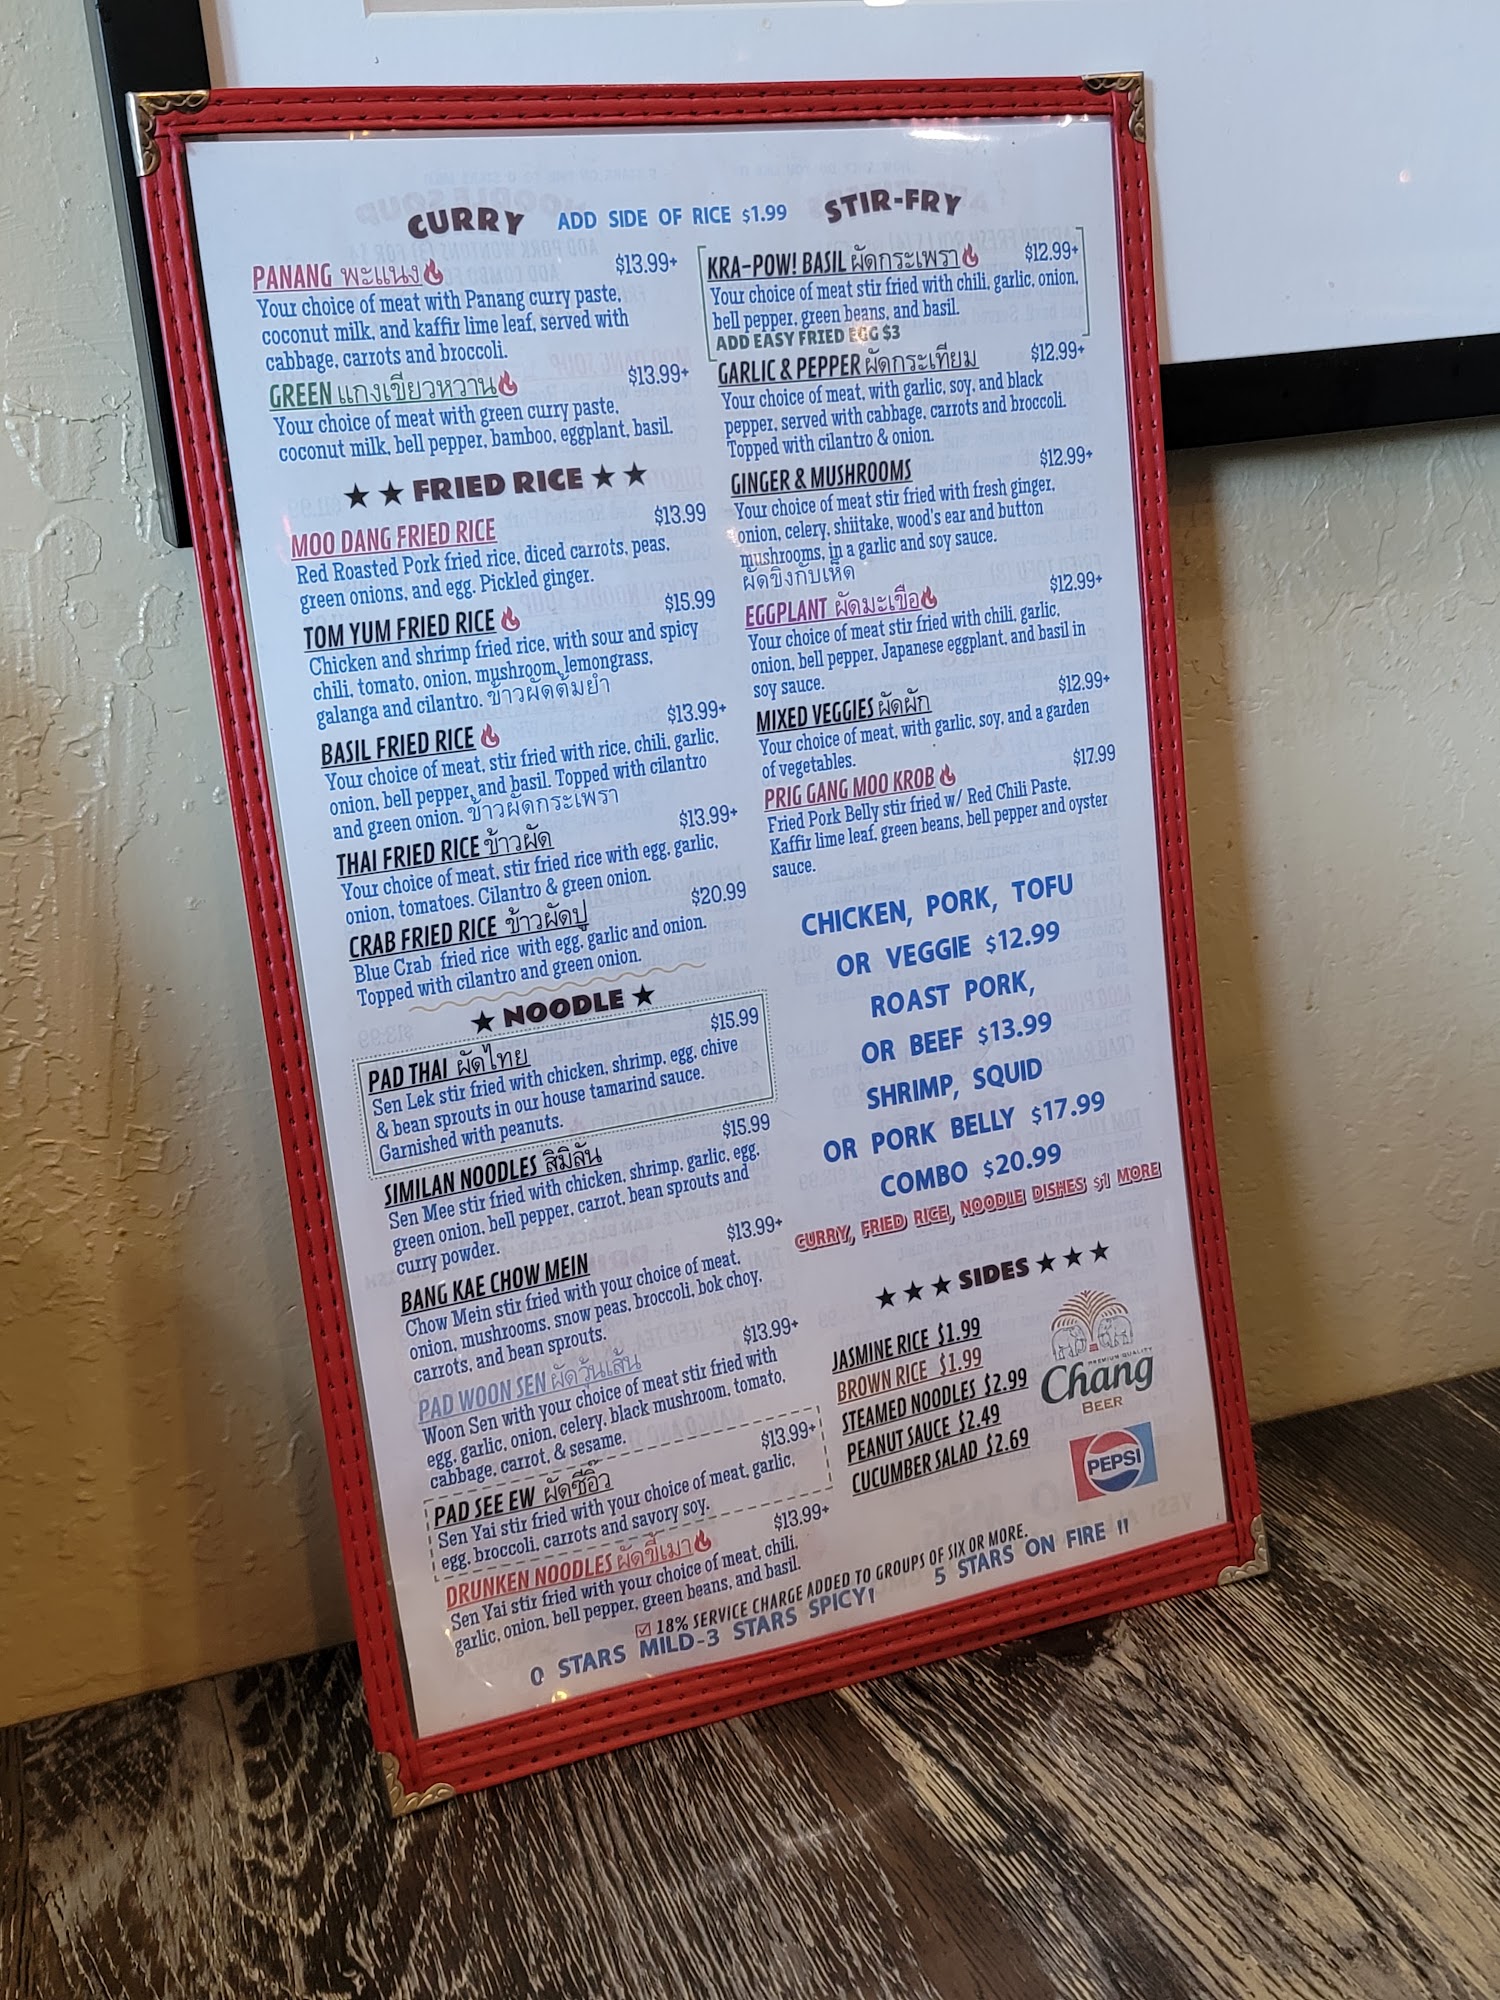 CURRY
ADD SIDE OF RICE $1.99
PANANG พะแนง $13.99+
Your choice of meat with Panang curry paste,
coconut milk, and kaffir lime leaf, served with
cabbage, carrots and broccoli.
GREEN แกงเขียวหวาน $13.99+
Your choice of meat with green curry paste,
coconut milk, bell pepper, bamboo, eggplant, basil.
★ ★ FRIED RICE ★ ★
MOO DANG FRIED RICE $13.99
Red Roasted Pork fried rice, diced carrots, peas,
green onions, and egg. Pickled ginger.
TOM YUM FRIED RICE $15.99
Chicken and shrimp fried rice, with sour and spicy
chili, tomato, onion, mushroom, lemongrass,
galanga and cilantro. ข้าวผัดต้มยำ
BASIL FRIED RICE $13.99+
Your choice of meat, stir fried with rice, chili, garlic,
onion, bell pepper, and basil. Topped with cilantro
and green onion. ข้าวผัดกระเพรา
THAI FRIED RICE ข้าวผัด $13.99+
Your choice of meat, stir fried rice with egg, garlic,
onion, tomatoes. Cilantro & green onion.
CRAB FRIED RICE ข้าวผัดปู $20.99
Blue Crab fried rice with egg, garlic and onion.
Topped with cilantro and green onion.
★ NOODLE ★
PAD THAI ผัดไทย $15.99
Sen Lek stir fried with chicken, shrimp, egg, chive
& bean sprouts in our house tamarind sauce.
Garnished with peanuts.
SIMILAN NOODLES สิมิลัน $15.99
Sen Mee stir fried with chicken, shrimp, garlic, egg,
green onion, bell pepper, carrot, bean sprouts and
curry powder.
BANG KAE CHOW MEIN $13.99+
Chow Mein stir fried with your choice of meat,
onion, mushrooms, snow peas, broccoli, bok choy,
carrots, and bean sprouts.
PAD WOON SEN ผัดวุ้นเส้น $13.99+
Woon Sen with your choice of meat stir fried with
egg, garlic, onion, celery, black mushroom, tomato,
cabbage, carrot, & sesame.
PAD SEE EW ผัดซีอิ๊ว $13.99+
Sen Yai stir fried with your choice of meat, garlic,
egg, broccoli, carrots and savory soy.
DRUNKEN NOODLES ผัดขี้เมา $13.99+
Sen Yai stir fried with your choice of meat, chili,
garlic, onion, bell pepper, green beans, and basil.
STIR-FRY
KRA-POW! BASIL ผัดกระเพรา $12.99+
Your choice of meat stir fried with chili, garlic, onion,
bell pepper, green beans, and basil.
ADD EASY FRIED EGG $3
GARLIC & PEPPER ผัดกระเทียม $12.99+
Your choice of meat, with garlic, soy, and black
pepper, served with cabbage, carrots and broccoli.
Topped with cilantro & onion.
GINGER & MUSHROOMS $12.99+
Your choice of meat stir fried with fresh ginger,
onion, celery, shiitake, wood's ear and button
mushrooms, in a garlic and soy sauce.
ผัดขิงกับเห็ด
EGGPLANT ผัดมะเขือ $12.99+
Your choice of meat stir fried with chili, garlic,
onion, bell pepper, Japanese eggplant, and basil in
soy sauce.
MIXED VEGGIES ผัดผัก $12.99+
Your choice of meat, with garlic, soy, and a garden
of vegetables.
PRIG GANG MOO KROB $17.99
Fried Pork Belly stir fried w/ Red Chili Paste,
Kaffir lime leaf, green beans, bell pepper and oyster
sauce.
CHICKEN, PORK, TOFU
OR VEGGIE $12.99
ROAST PORK,
OR BEEF $13.99
SHRIMP, SQUID
OR PORK BELLY $17.99
COMBO $20.99
CURRY, FRIED RICE, NOODLE DISHES $1 MORE
★ ★ ★ SIDES ★ ★ ★
JASMINE RICE $1.99
BROWN RICE $1.99
STEAMED NOODLES $2.99
PEANUT SAUCE $2.49
CUCUMBER SALAD $2.69
PREMIUM QUALITY
Chang
BEER
PEPSI
☑ 18% SERVICE CHARGE ADDED TO GROUPS OF SIX OR MORE.
0 STARS MILD-3 STARS SPICY! 5 STARS ON FIRE !!